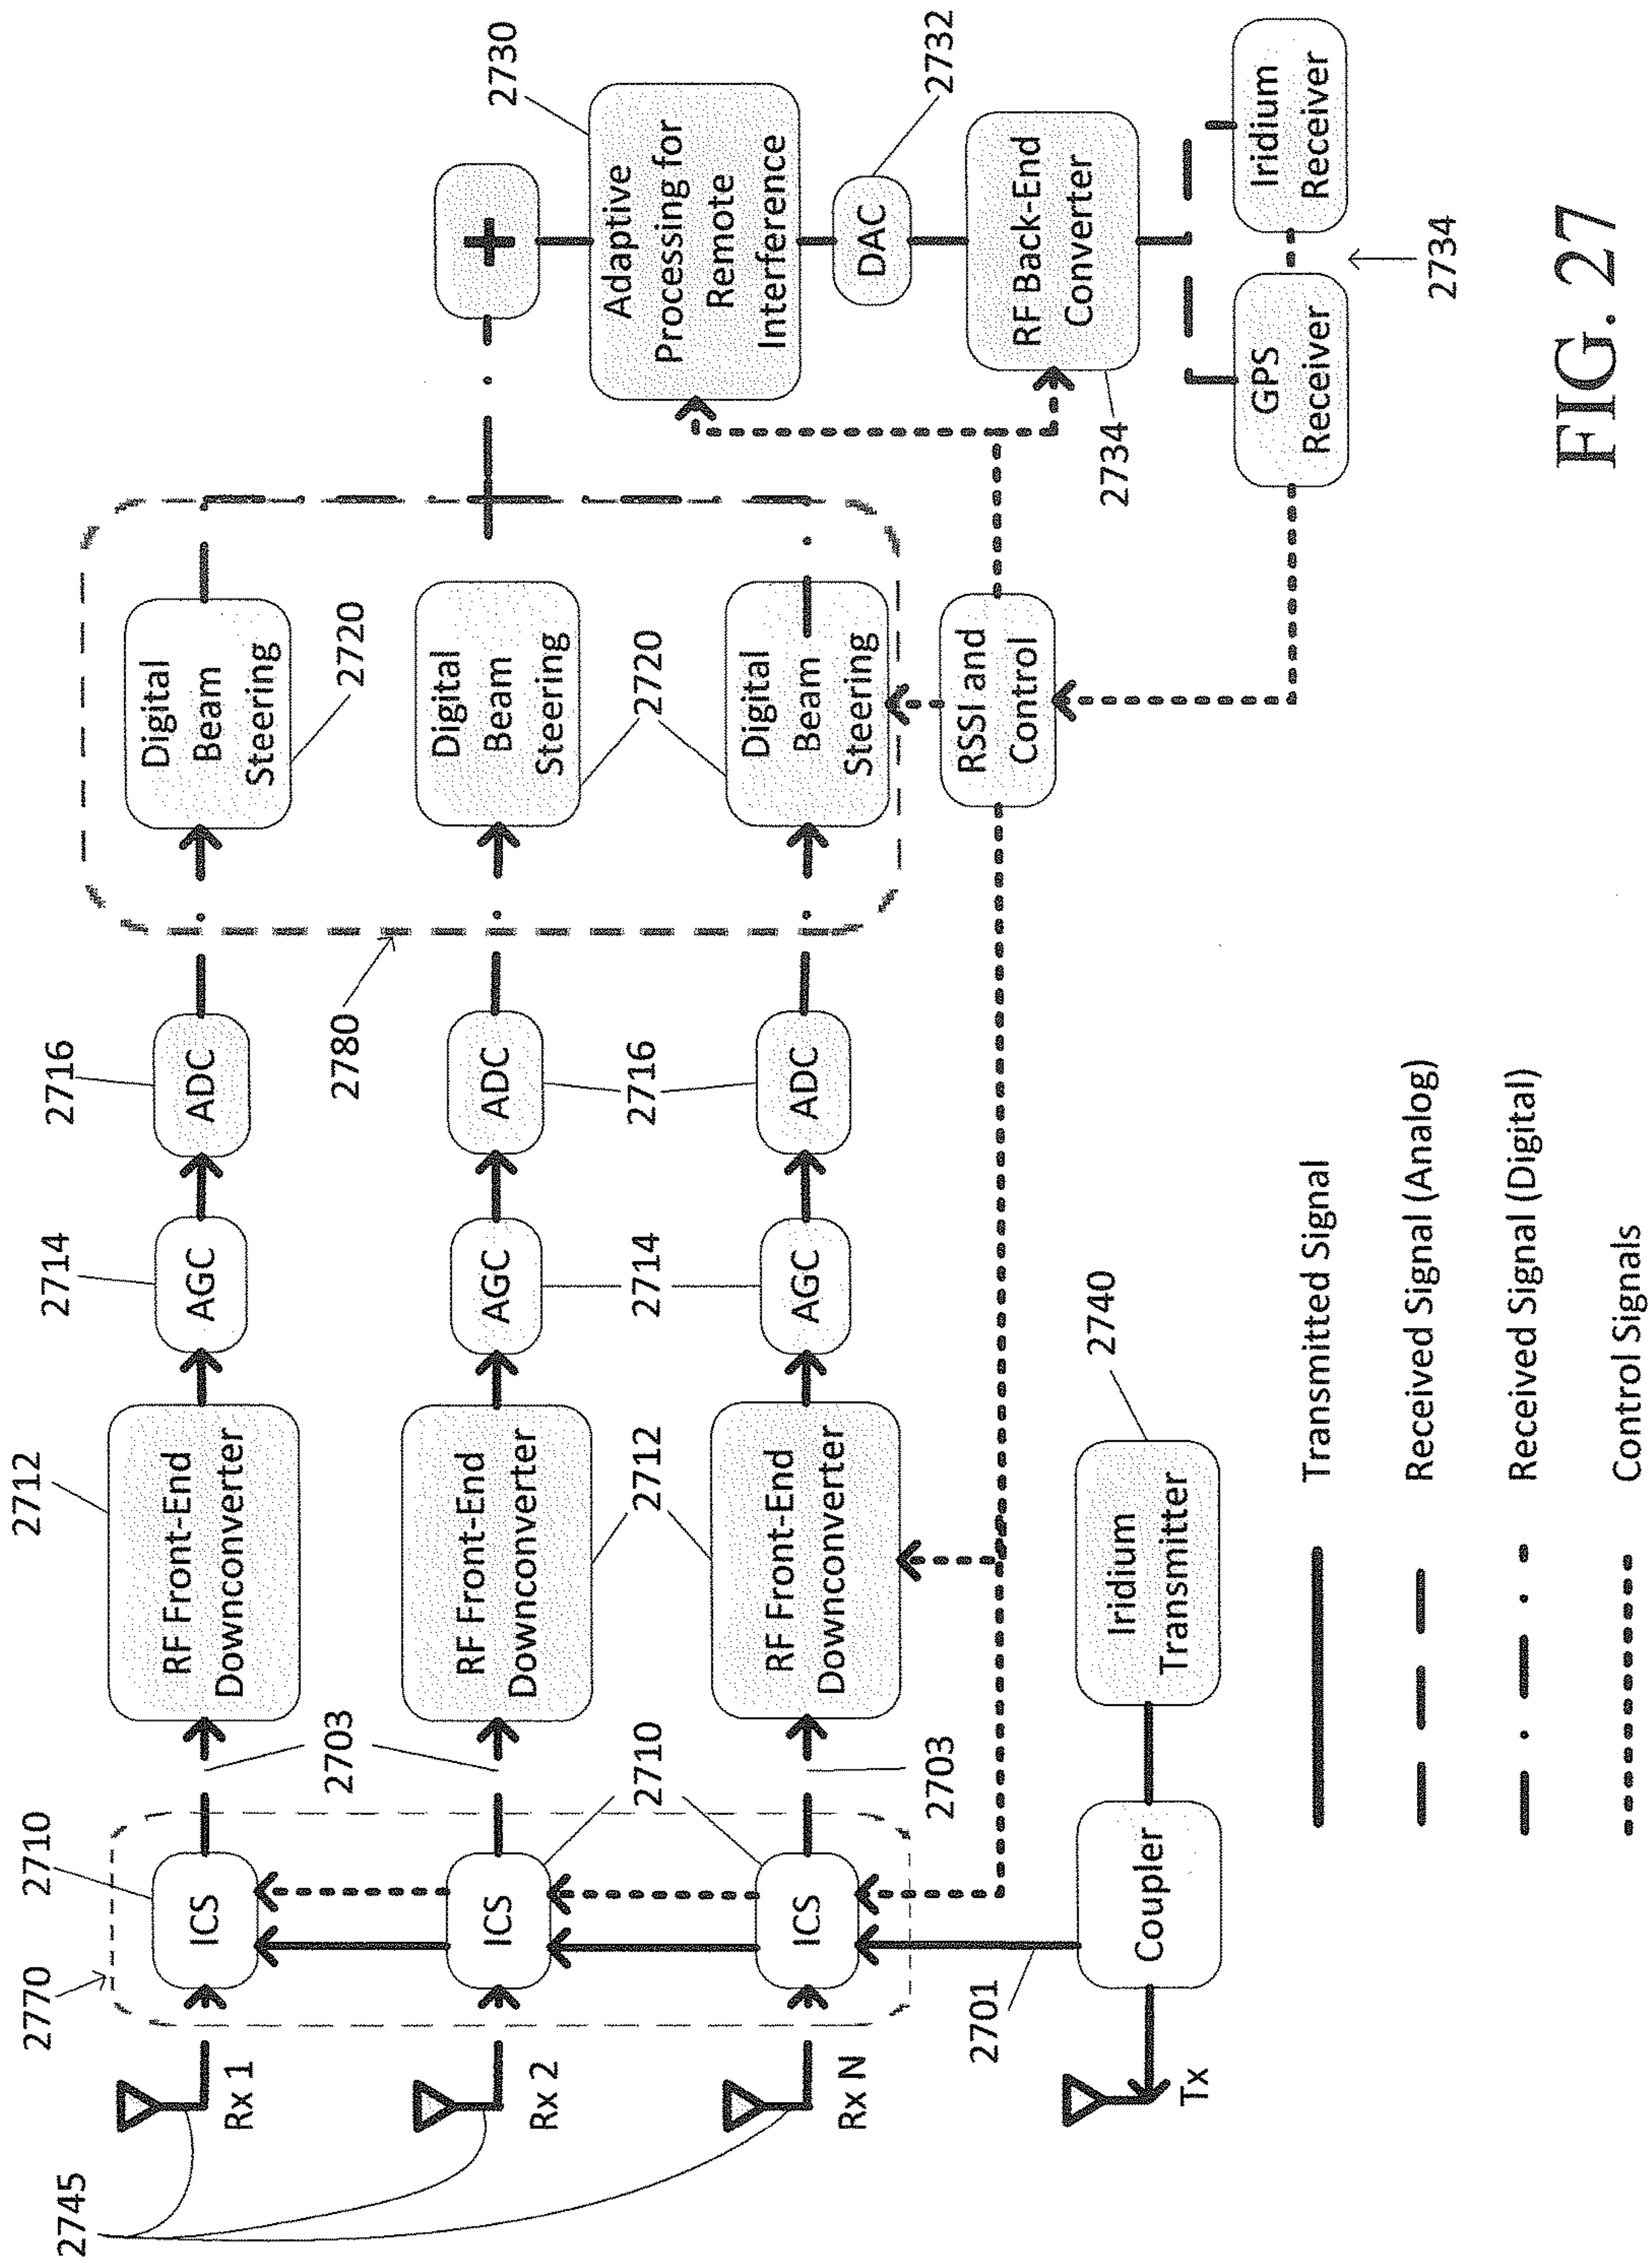 2745
2770
2710
2712
2714
2716
2780
Rx 1
ICS
2703
RF Front-End
Downconverter
AGC
ADC
Digital
Beam
Steering
2720
Rx 2
ICS
2710
RF Front-End
Downconverter
2712
AGC
2714
ADC
2716
Digital
Beam
Steering
2720
Rx N
ICS
2703
RF Front-End
Downconverter
AGC
ADC
Digital
Beam
Steering
+
2730
Adaptive
Processing for
Remote
Interference
DAC
2732
RF Back-End
Converter
2734
RSSI and
Control
GPS
Receiver
Iridium
Receiver
2734
2701
Tx
Coupler
Iridium
Transmitter
2740
Transmitted Signal
Received Signal (Analog)
Received Signal (Digital)
Control Signals
FIG. 27